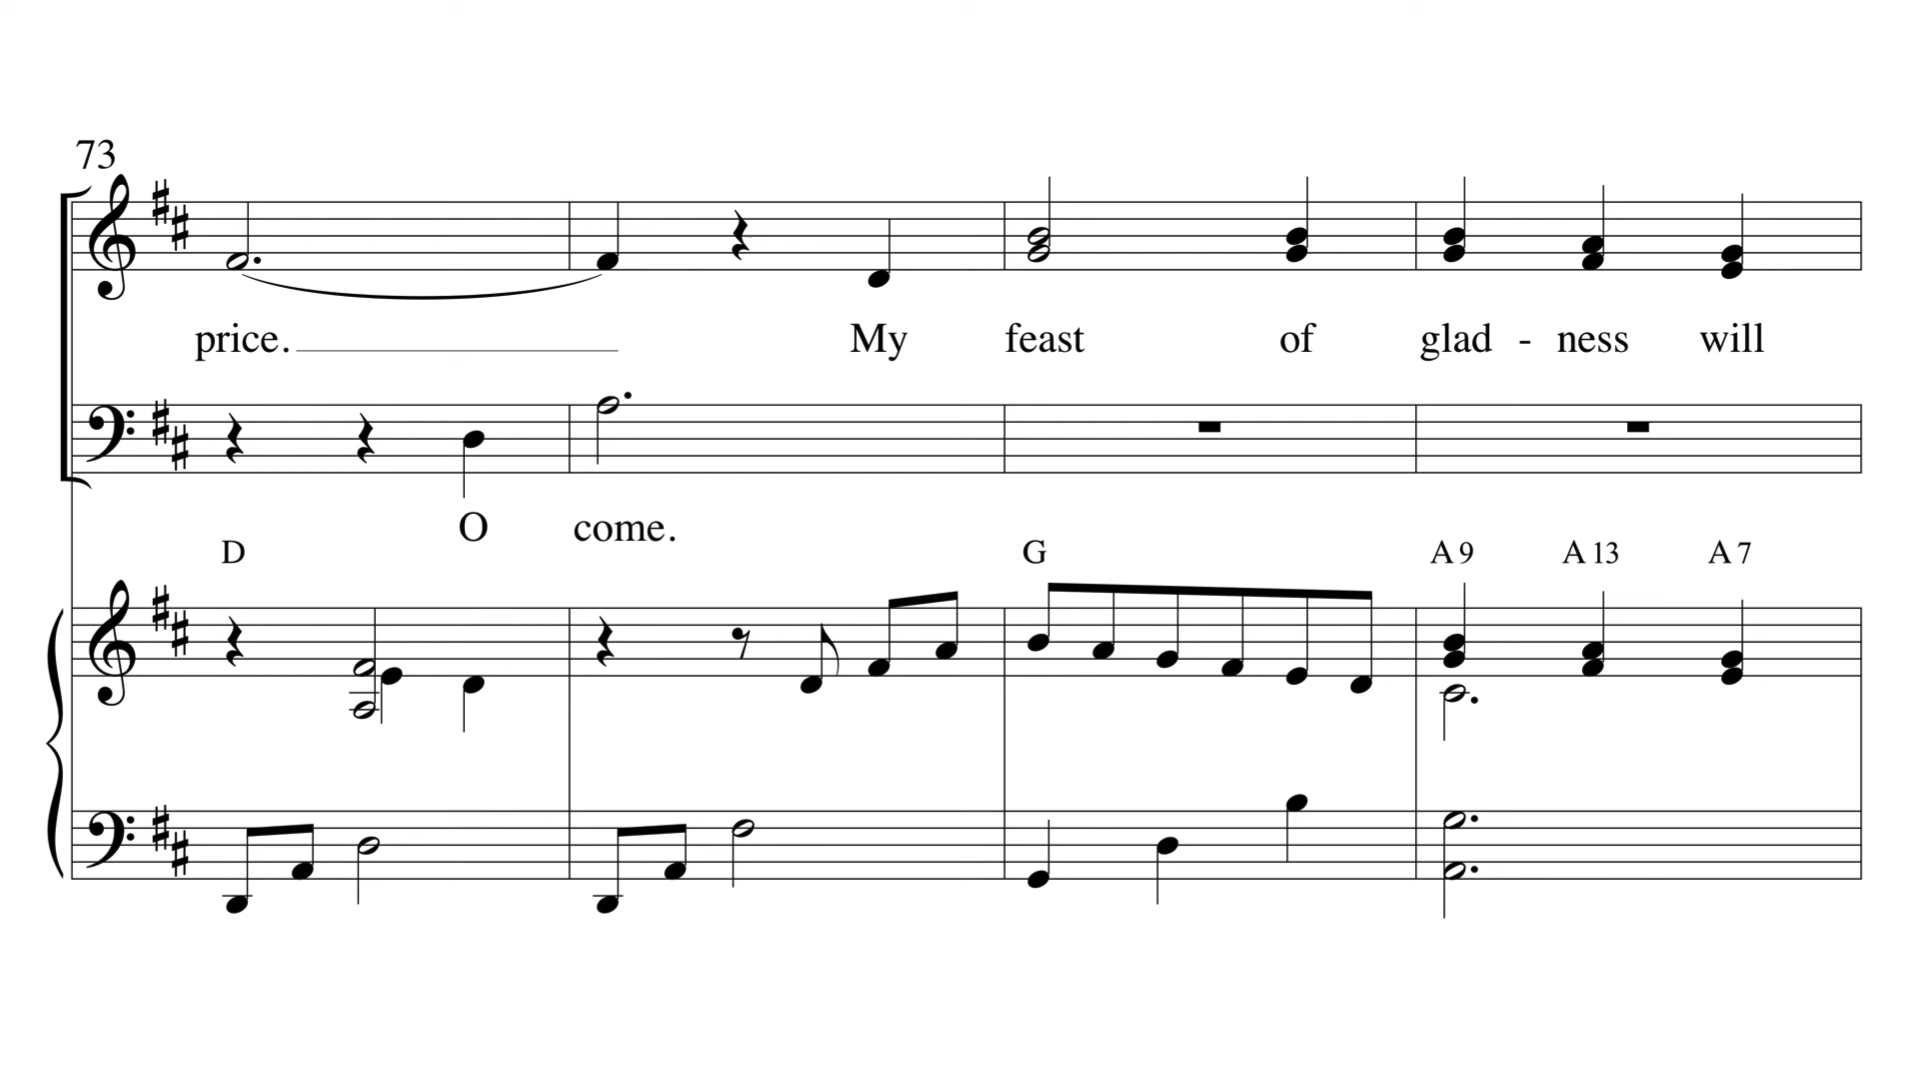 73
price. My feast of glad - ness will
O come.
D G A 9 A 13 A 7